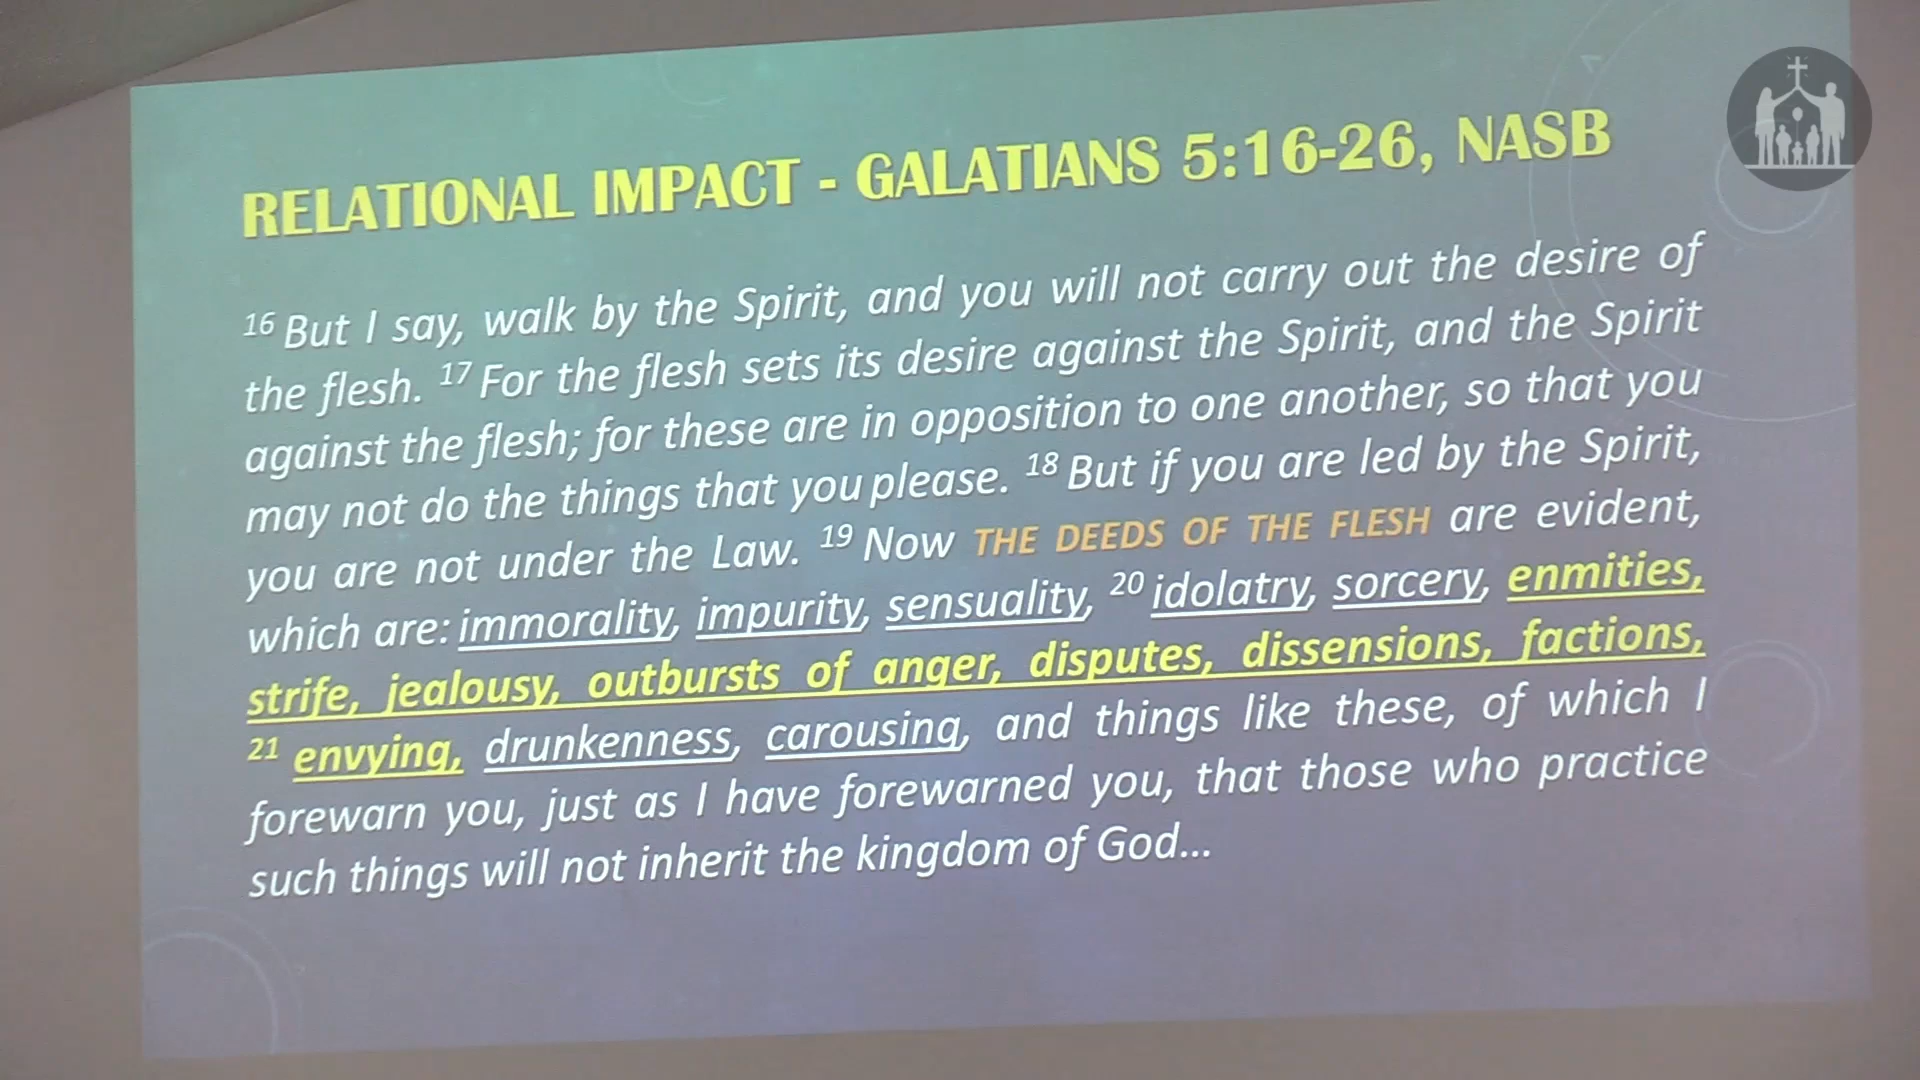 RELATIONAL IMPACT - GALATIANS 5:16-26, NASB
16 But I say, walk by the Spirit, and you will not carry out the desire of
the flesh. 17 For the flesh sets its desire against the Spirit, and the Spirit
against the flesh; for these are in opposition to one another, so that you
may not do the things that you please. 18 But if you are led by the Spirit,
you are not under the Law. 19 Now THE DEEDS OF THE FLESH are evident,
which are: immorality, impurity, sensuality, 20 idolatry, sorcery, enmities,
strife, jealousy, outbursts of anger, disputes, dissensions, factions,
21 envying, drunkenness, carousing, and things like these, of which I
forewarn you, just as I have forewarned you, that those who practice
such things will not inherit the kingdom of God...